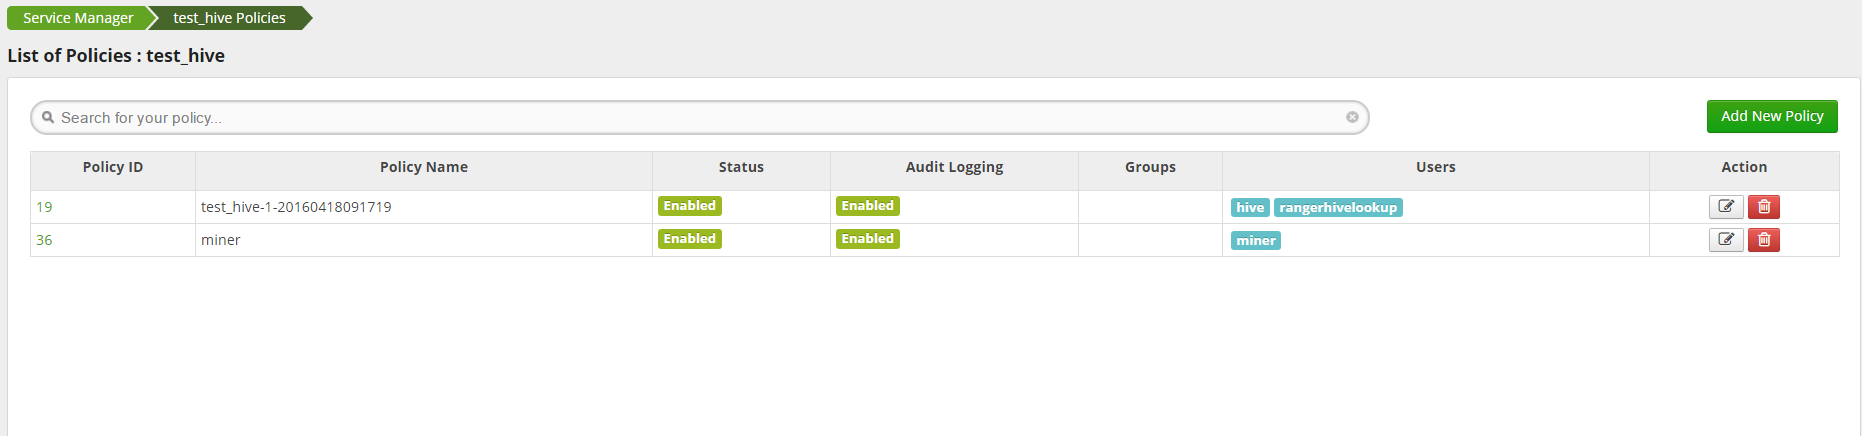 Service Manager test_hive Policies
List of Policies : test_hive
Search for your policy... Add New Policy
Policy ID Policy Name Status Audit Logging Groups Users Action
19 test_hive-1-20160418091719 Enabled Enabled hive rangerhivelookup
36 miner Enabled Enabled miner